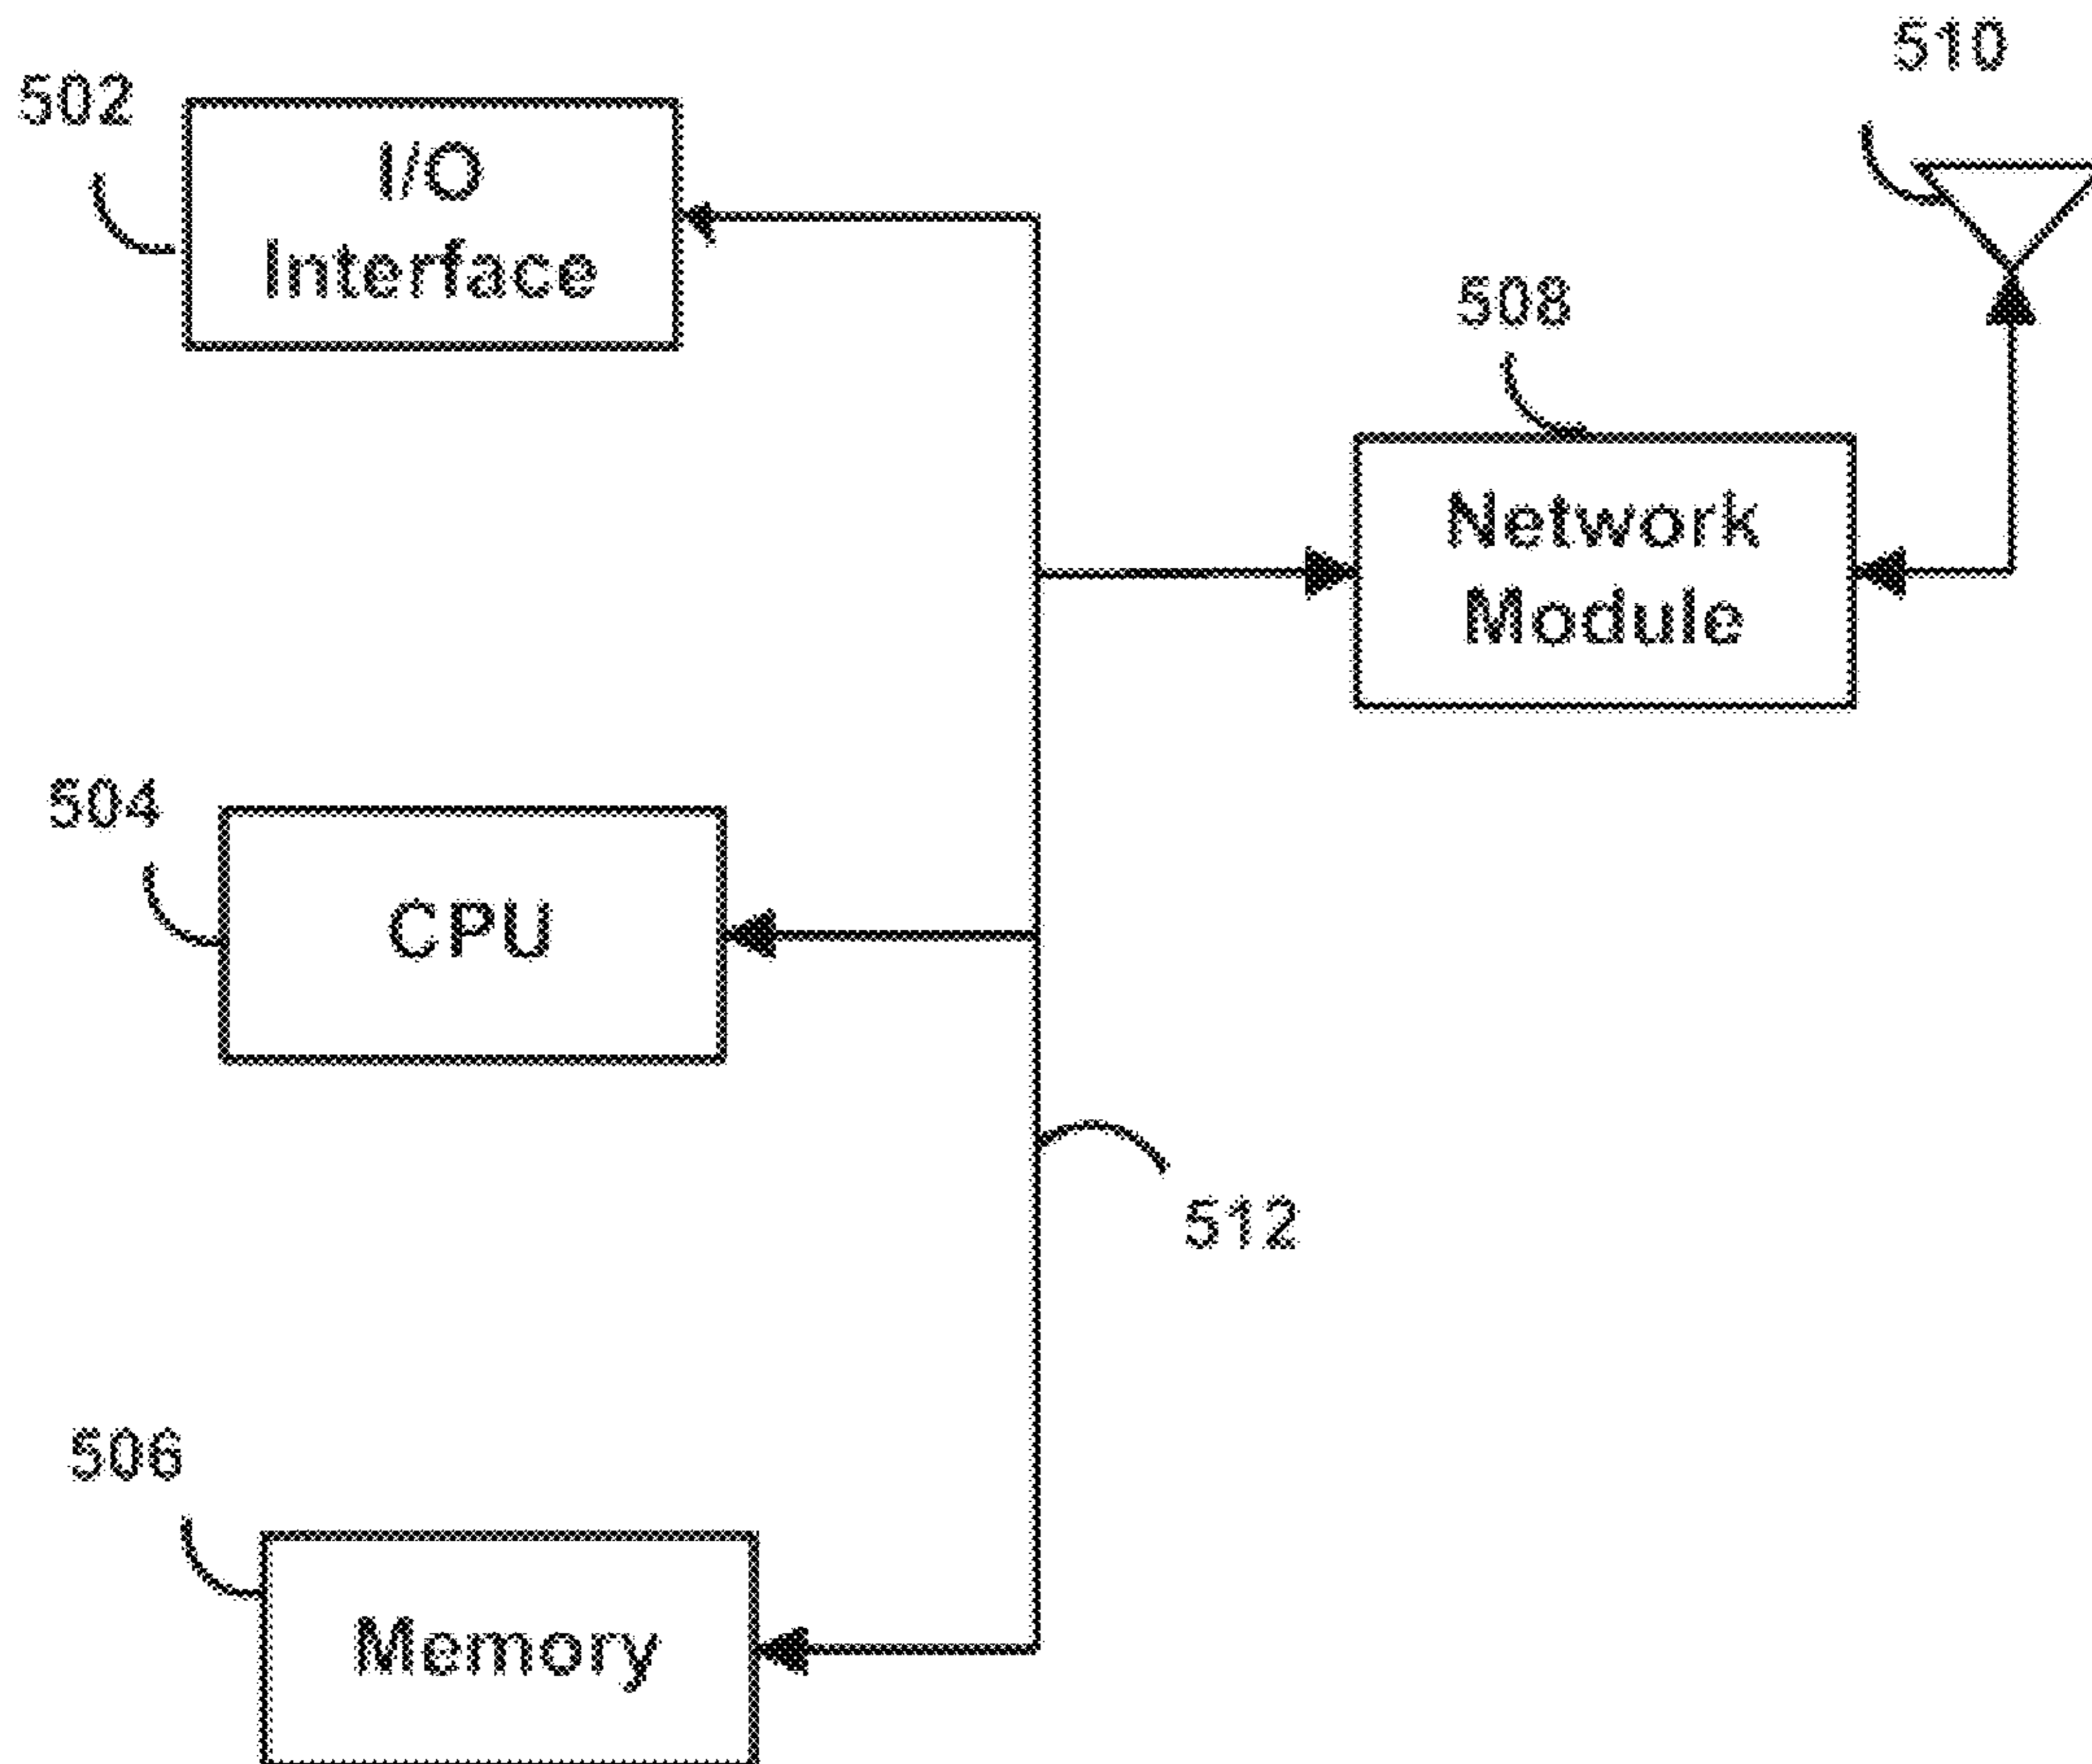 510
502
I/O
Interface
508
Network
Module
504
CPU
512
506
Memory